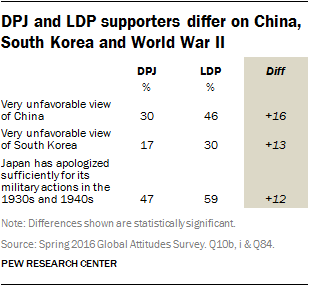 DPJ and LDP supporters differ on China,
South Korea and World War II
DPJ LDP Diff
% %
Very unfavorable view
of China 30 46 +16
Very unfavorable view
of South Korea 17 30 +13
Japan has apologized
sufficiently for its
military actions in the
1930s and 1940s 47 59 +12
Note: Differences shown are statistically significant.
Source: Spring 2016 Global Attitudes Survey. Q10b, i & Q84.
PEW RESEARCH CENTER